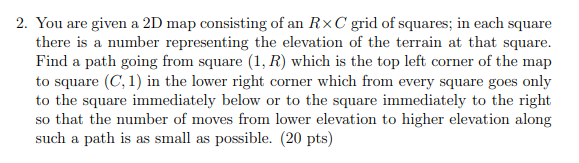 2. You are given a 2D map consisting of an R×C grid of squares; in each square
there is a number representing the elevation of the terrain at that square.
Find a path going from square (1, R) which is the top left corner of the map
to square (C, 1) in the lower right corner which from every square goes only
to the square immediately below or to the square immediately to the right
so that the number of moves from lower elevation to higher elevation along
such a path is as small as possible. (20 pts)